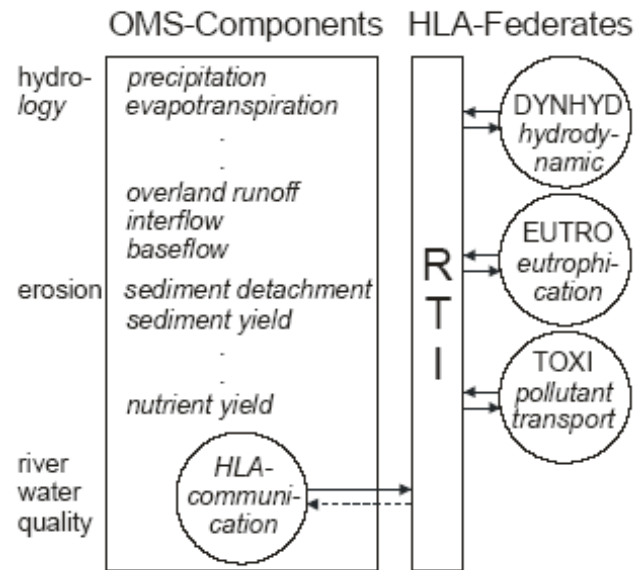 OMS-Components HLA-Federates
hydro-
logy
precipitation
evapotranspiration
.
.
overland runoff
interflow
baseflow
erosion
sediment detachment
sediment yield
.
.
nutrient yield
river
water
quality
HLA-
communi-
cation
R
T
I
DYNHYD
hydrody-
namic
EUTRO
eutrophi-
cation
TOXI
pollutant
transport